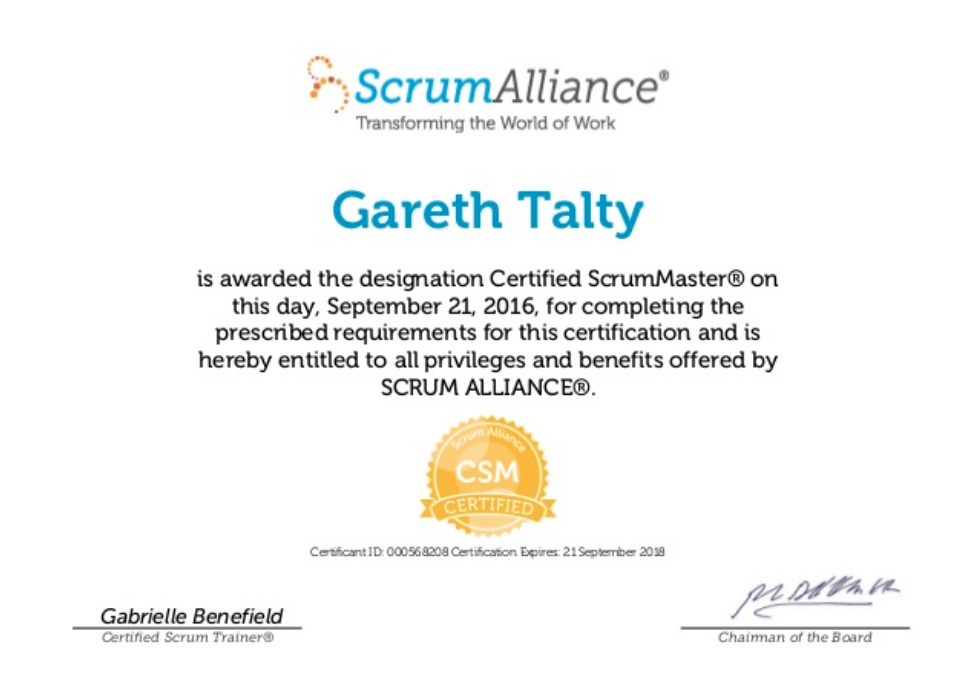 ScrumAlliance®
Transforming the World of Work
Gareth Talty
is awarded the designation Certified ScrumMaster® on
this day, September 21, 2016, for completing the
prescribed requirements for this certification and is
hereby entitled to all privileges and benefits offered by
SCRUM ALLIANCE®.
Scrum Alliance
CSM
CERTIFIED
Certificant ID: 000568208 Certification Expires: 21 September 2018
Gabrielle Benefield
Certified Scrum Trainer®
Chairman of the Board